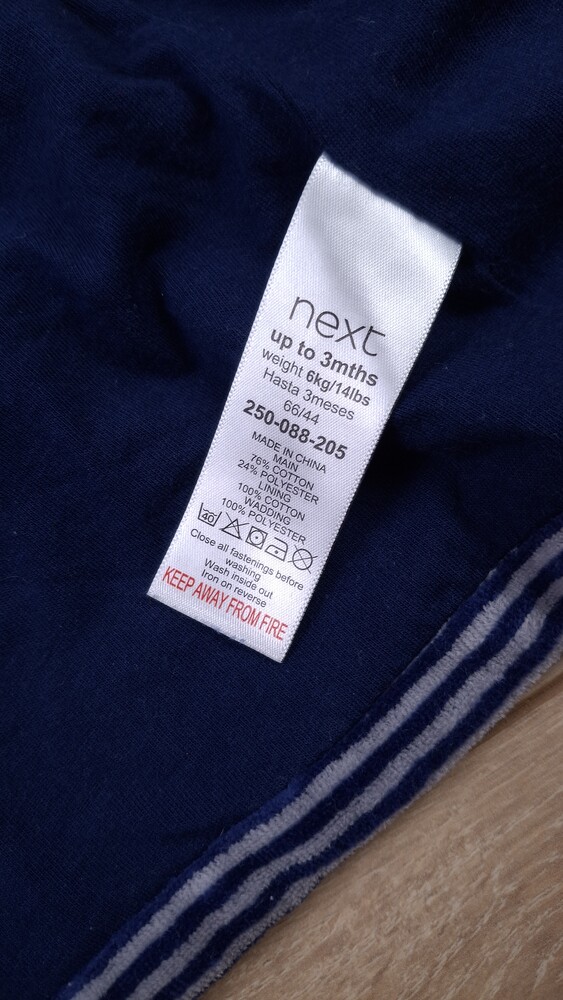 next
up to 3mths
weight 6kg/14lbs
Hasta 3meses
66/44
250-088-205
MADE IN CHINA
MAIN
76% COTTON
24% POLYESTER
LINING
100% COTTON
WADDING
100% POLYESTER
40
Close all fastenings before
washing
Wash inside out
Iron on reverse
KEEP AWAY FROM FIRE